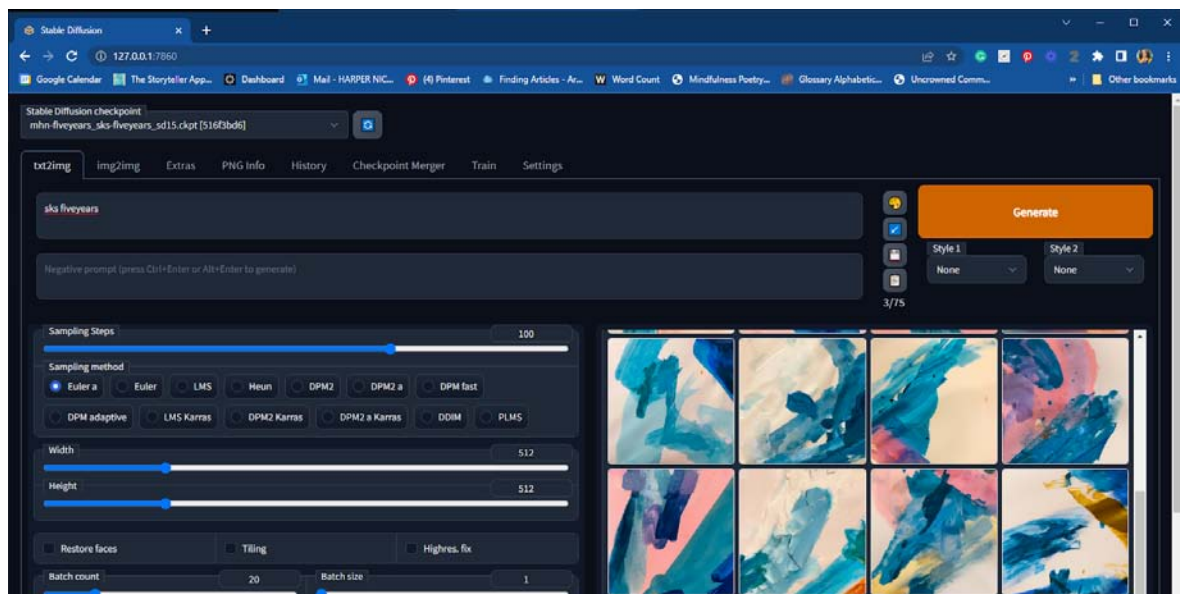 Stable Diffusion
127.0.0.1:7860
Google Calendar The Storyteller App... Dashboard Mail - HARPER NIC... (4) Pinterest Finding Articles - Ar... Word Count Mindfulness Poetry... Glossary Alphabetic... Uncrowned Comm... » Other bookmarks
Stable Diffusion checkpoint
mhn-fiveyears_sks-fiveyears_sd15.ckpt [516f3bd6]
txt2img img2img Extras PNG Info History Checkpoint Merger Train Settings
sks fiveyears
Generate
Negative prompt (press Ctrl+Enter or Alt+Enter to generate)
Style 1 Style 2
None None
3/75
Sampling Steps 100
Sampling method
Euler a Euler LMS Heun DPM2 DPM2 a DPM fast
DPM adaptive LMS Karras DPM2 Karras DPM2 a Karras DDIM PLMS
Width 512
Height 512
Restore faces Tiling Highres. fix
Batch count 20 Batch size 1